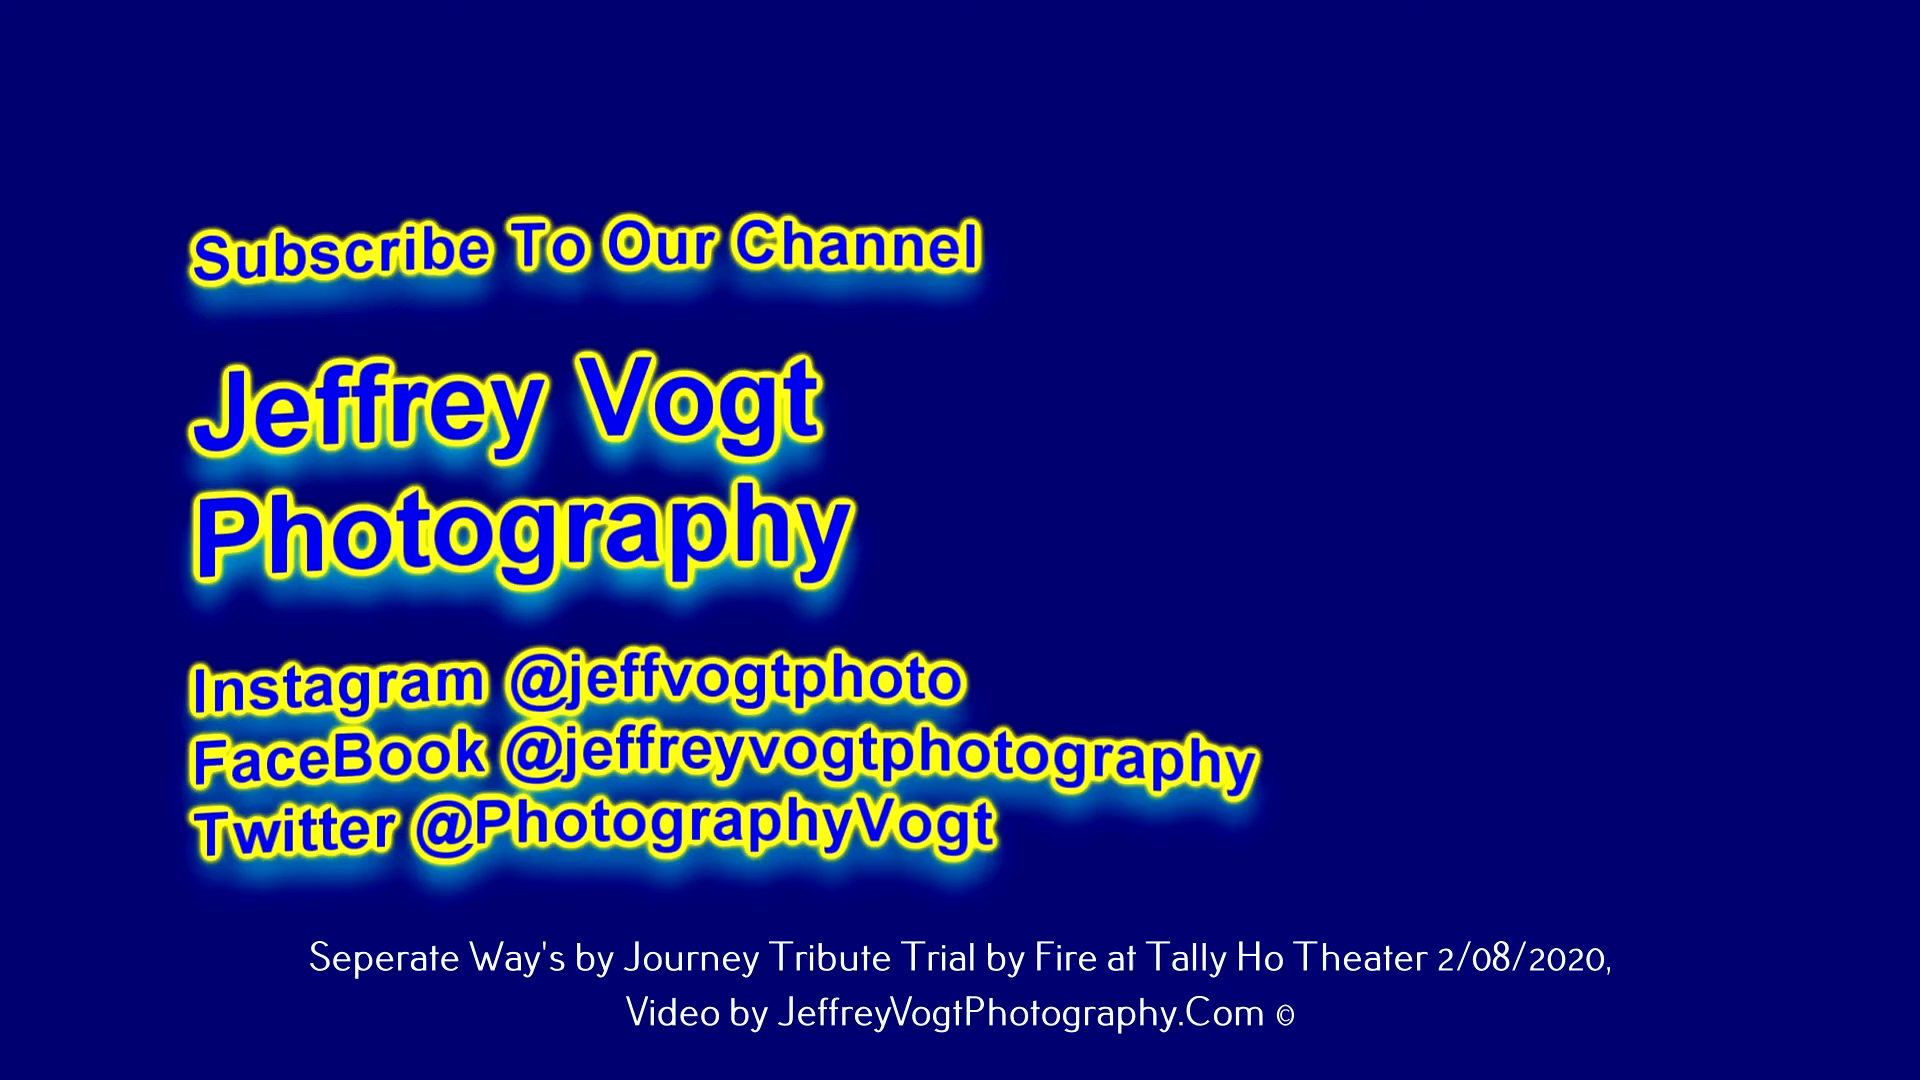 Subscribe To Our Channel
Jeffrey Vogt
Photography
Instagram @jeffvogtphoto
FaceBook @jeffreyvogtphotography
Twitter @PhotographyVogt
Seperate Way's by Journey Tribute Trial by Fire at Tally Ho Theater 2/08/2020,
Video by JeffreyVogtPhotography.Com ©